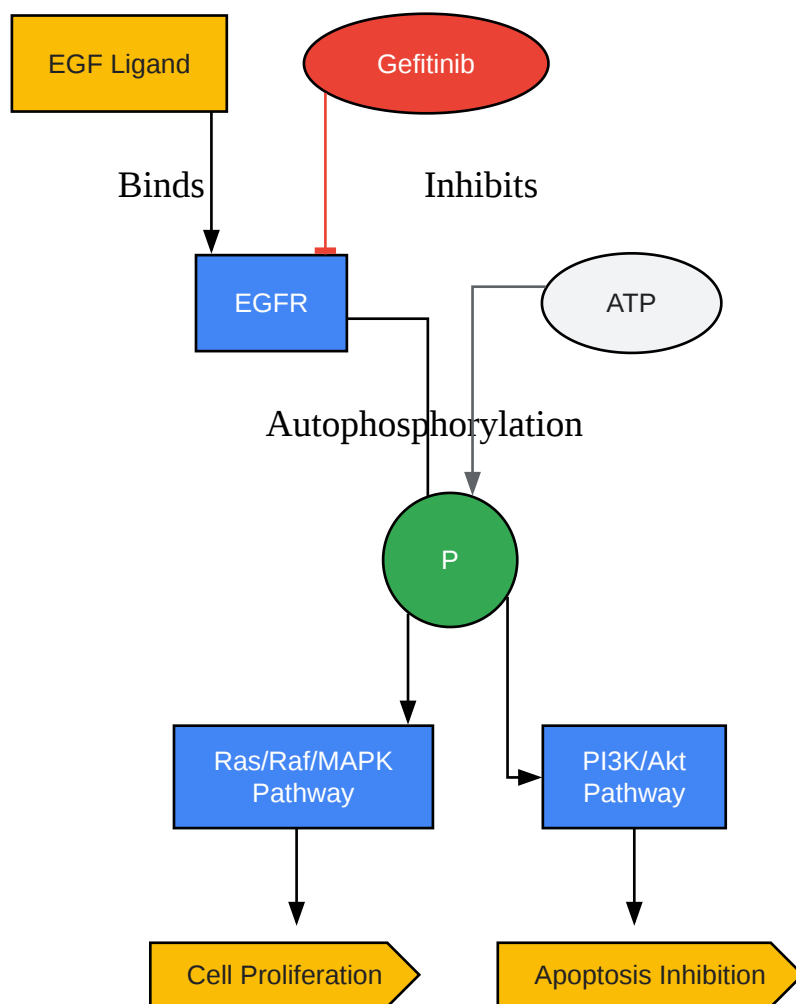 EGF Ligand
Gefitinib
Binds
Inhibits
EGFR
ATP
Autophosphorylation
P
Ras/Raf/MAPK
Pathway
PI3K/Akt
Pathway
Cell Proliferation
Apoptosis Inhibition